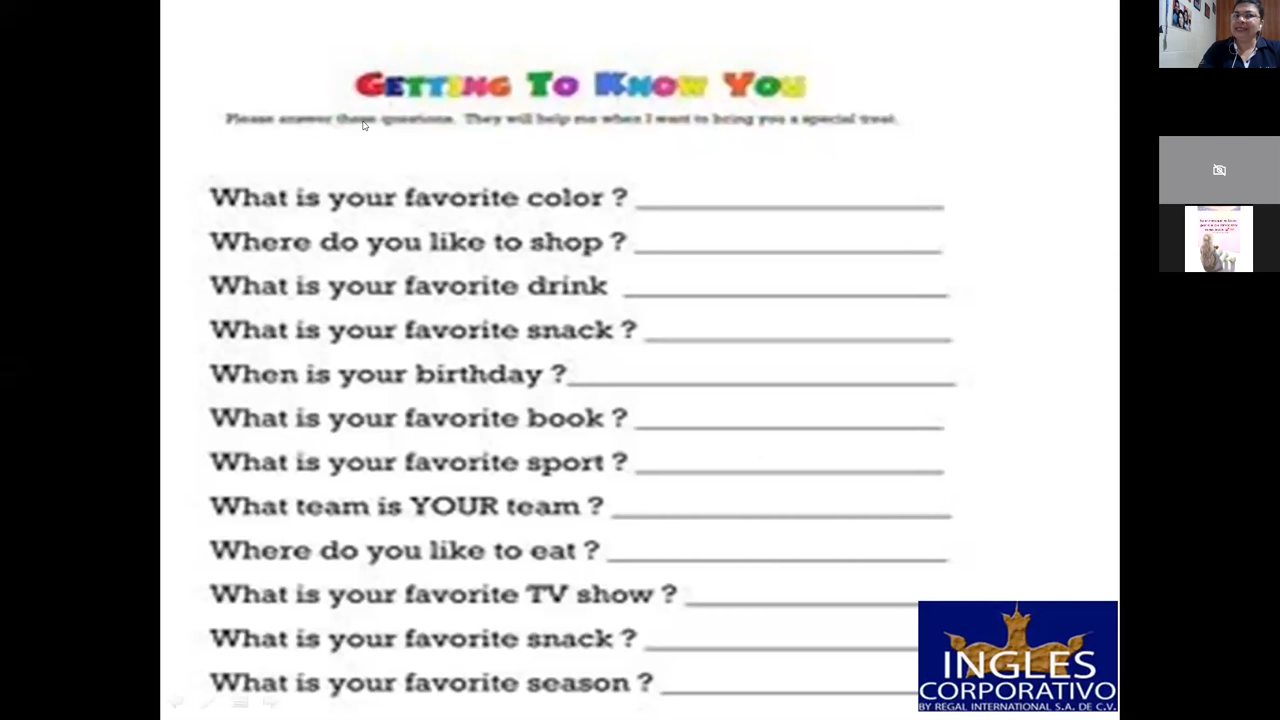 GETTING TO KNOW YOU
Please answer these questions. They will help me when I want to bring you a special treat.
What is your favorite color ?
Where do you like to shop ?
What is your favorite drink
What is your favorite snack ?
When is your birthday ?
What is your favorite book ?
What is your favorite sport ?
What team is YOUR team ?
Where do you like to eat ?
What is your favorite TV show ?
What is your favorite snack ?
What is your favorite season ?
INGLES
CORPORATIVO
BY REGAL INTERNATIONAL S.A. DE C.V.